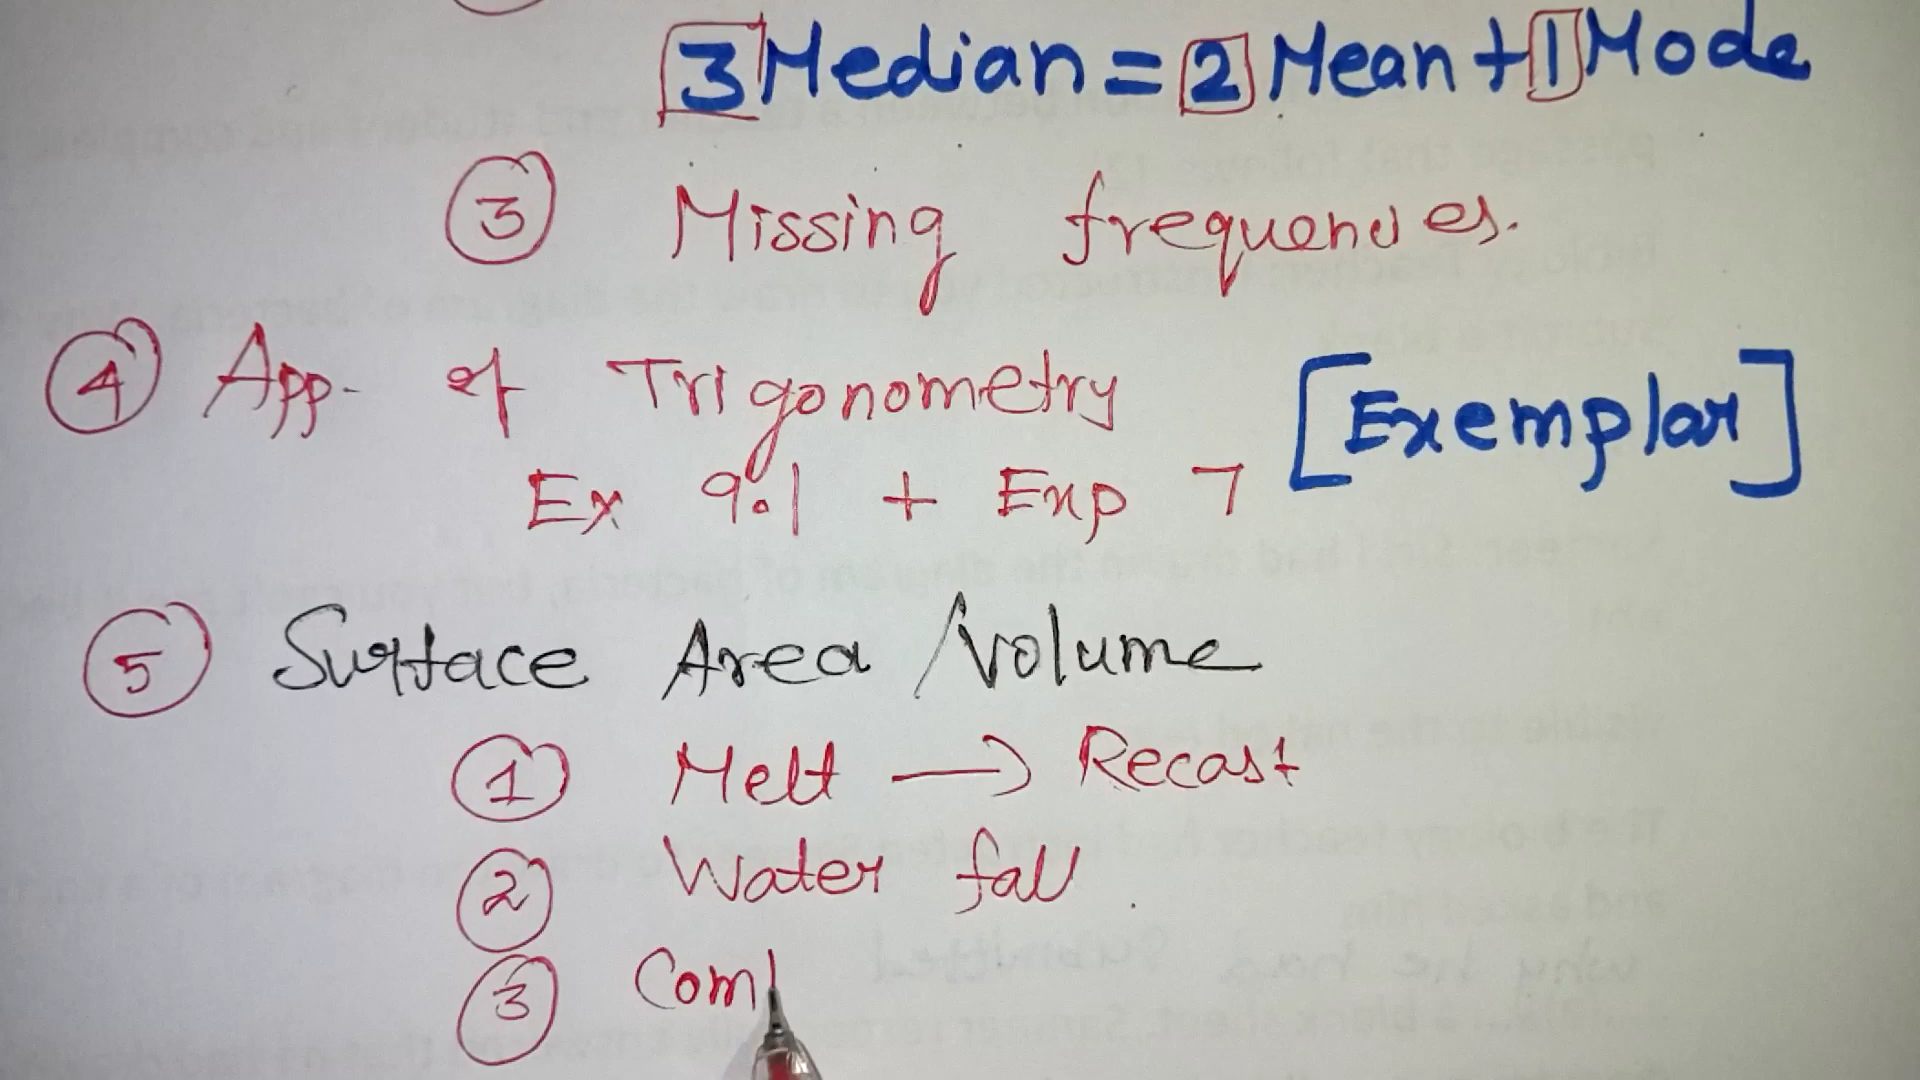 3 Median = 2 Mean + 1 Mode
3 Missing frequencies.
4 App. of Trigonometry [Exemplar]
Ex 9.1 + Exp 7
5 Surface Area / Volume
1 Melt → Recast
2 Water fall
3 Com